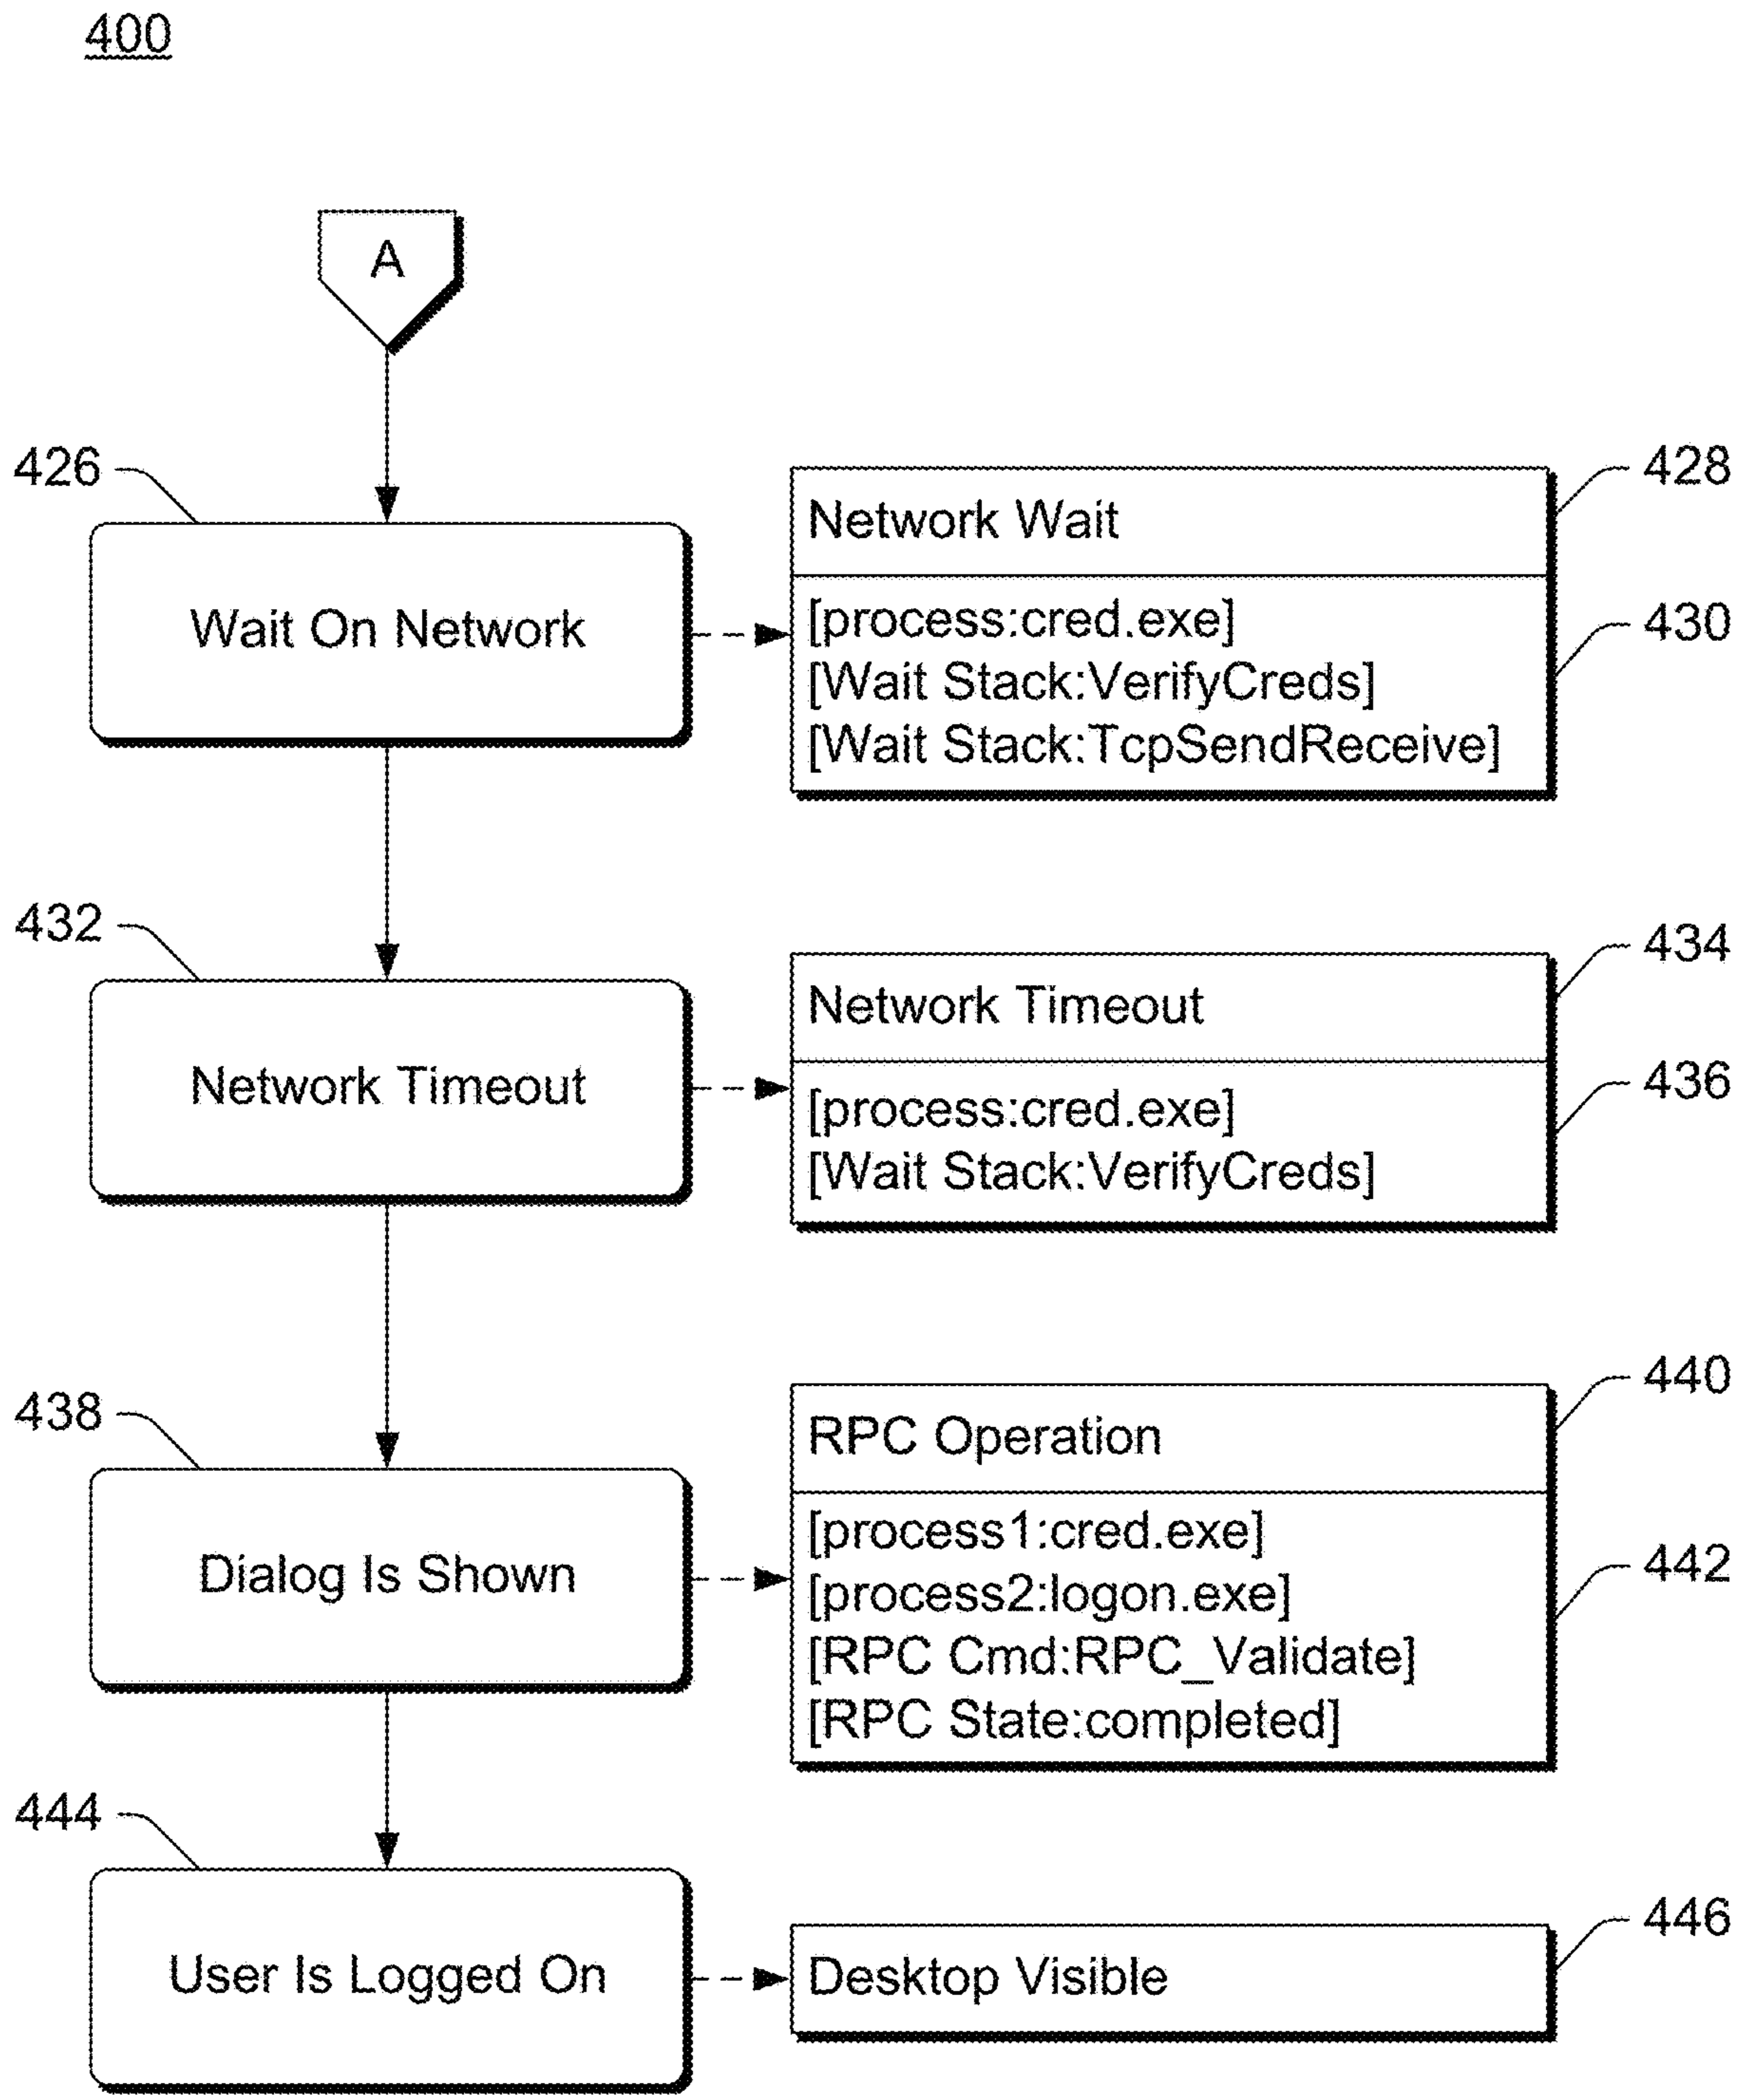 400
A
426
Wait On Network
428
Network Wait
430
[process:cred.exe]
[Wait Stack:VerifyCreds]
[Wait Stack:TcpSendReceive]
432
Network Timeout
434
Network Timeout
436
[process:cred.exe]
[Wait Stack:VerifyCreds]
438
Dialog Is Shown
440
RPC Operation
442
[process1:cred.exe]
[process2:logon.exe]
[RPC Cmd:RPC_Validate]
[RPC State:completed]
444
User Is Logged On
446
Desktop Visible